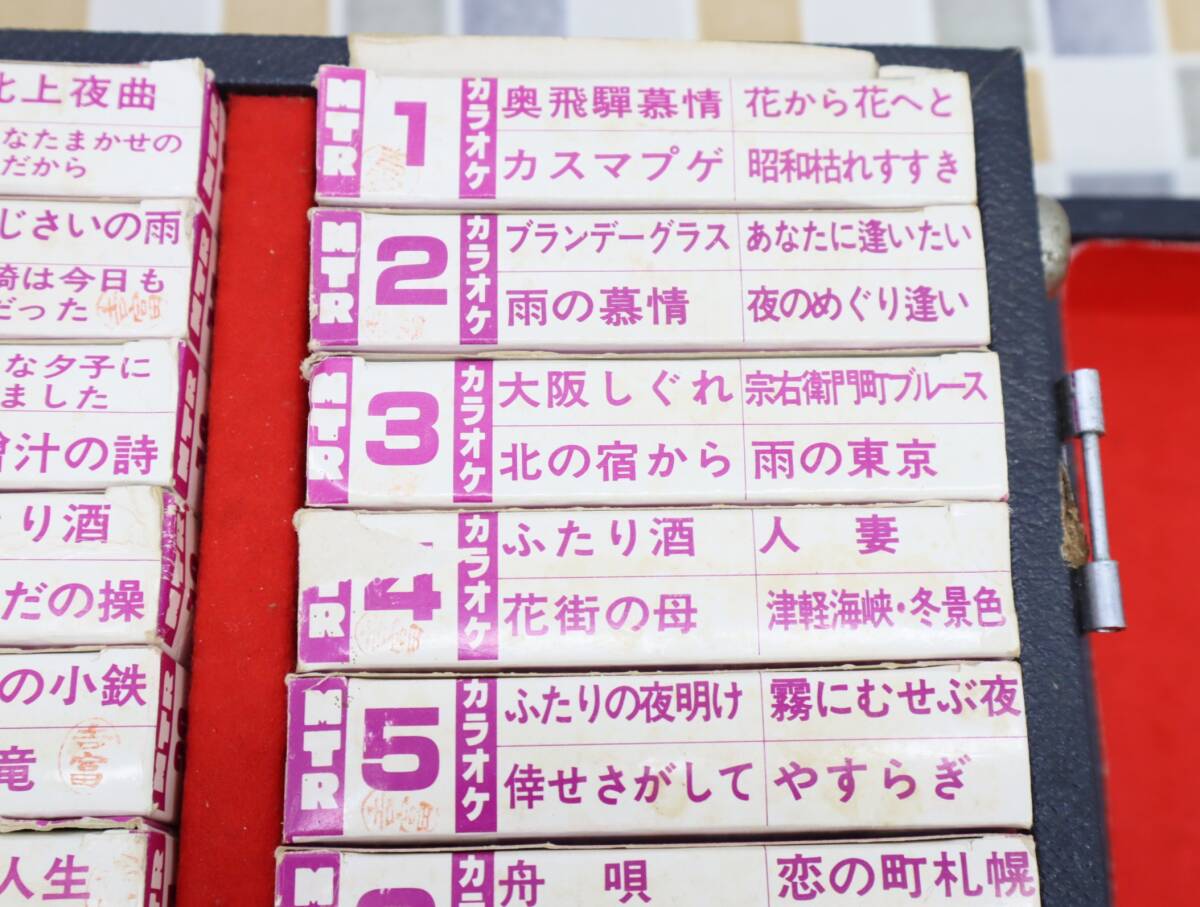 北上夜曲
なたまかせの
だから
じさいの雨
崎は今日も
だった
な夕子に
ました
汁の詩
り酒
だの操
の小鉄
竜
人生
MTR
1
カラオケ
奥飛騨慕情
花から花へと
カスマプゲ
昭和枯れすすき
MTR
2
カラオケ
ブランデーグラス
あなたに逢いたい
雨の慕情
夜のめぐり逢い
MTR
3
カラオケ
大阪しぐれ
宗右衛門町ブルース
北の宿から
雨の東京
TR
4
カラオケ
ふたり酒
人妻
花街の母
津軽海峡・冬景色
MTR
5
カラオケ
ふたりの夜明け
霧にむせぶ夜
倖せさがして
やすらぎ
カラ
舟唄
恋の町札幌